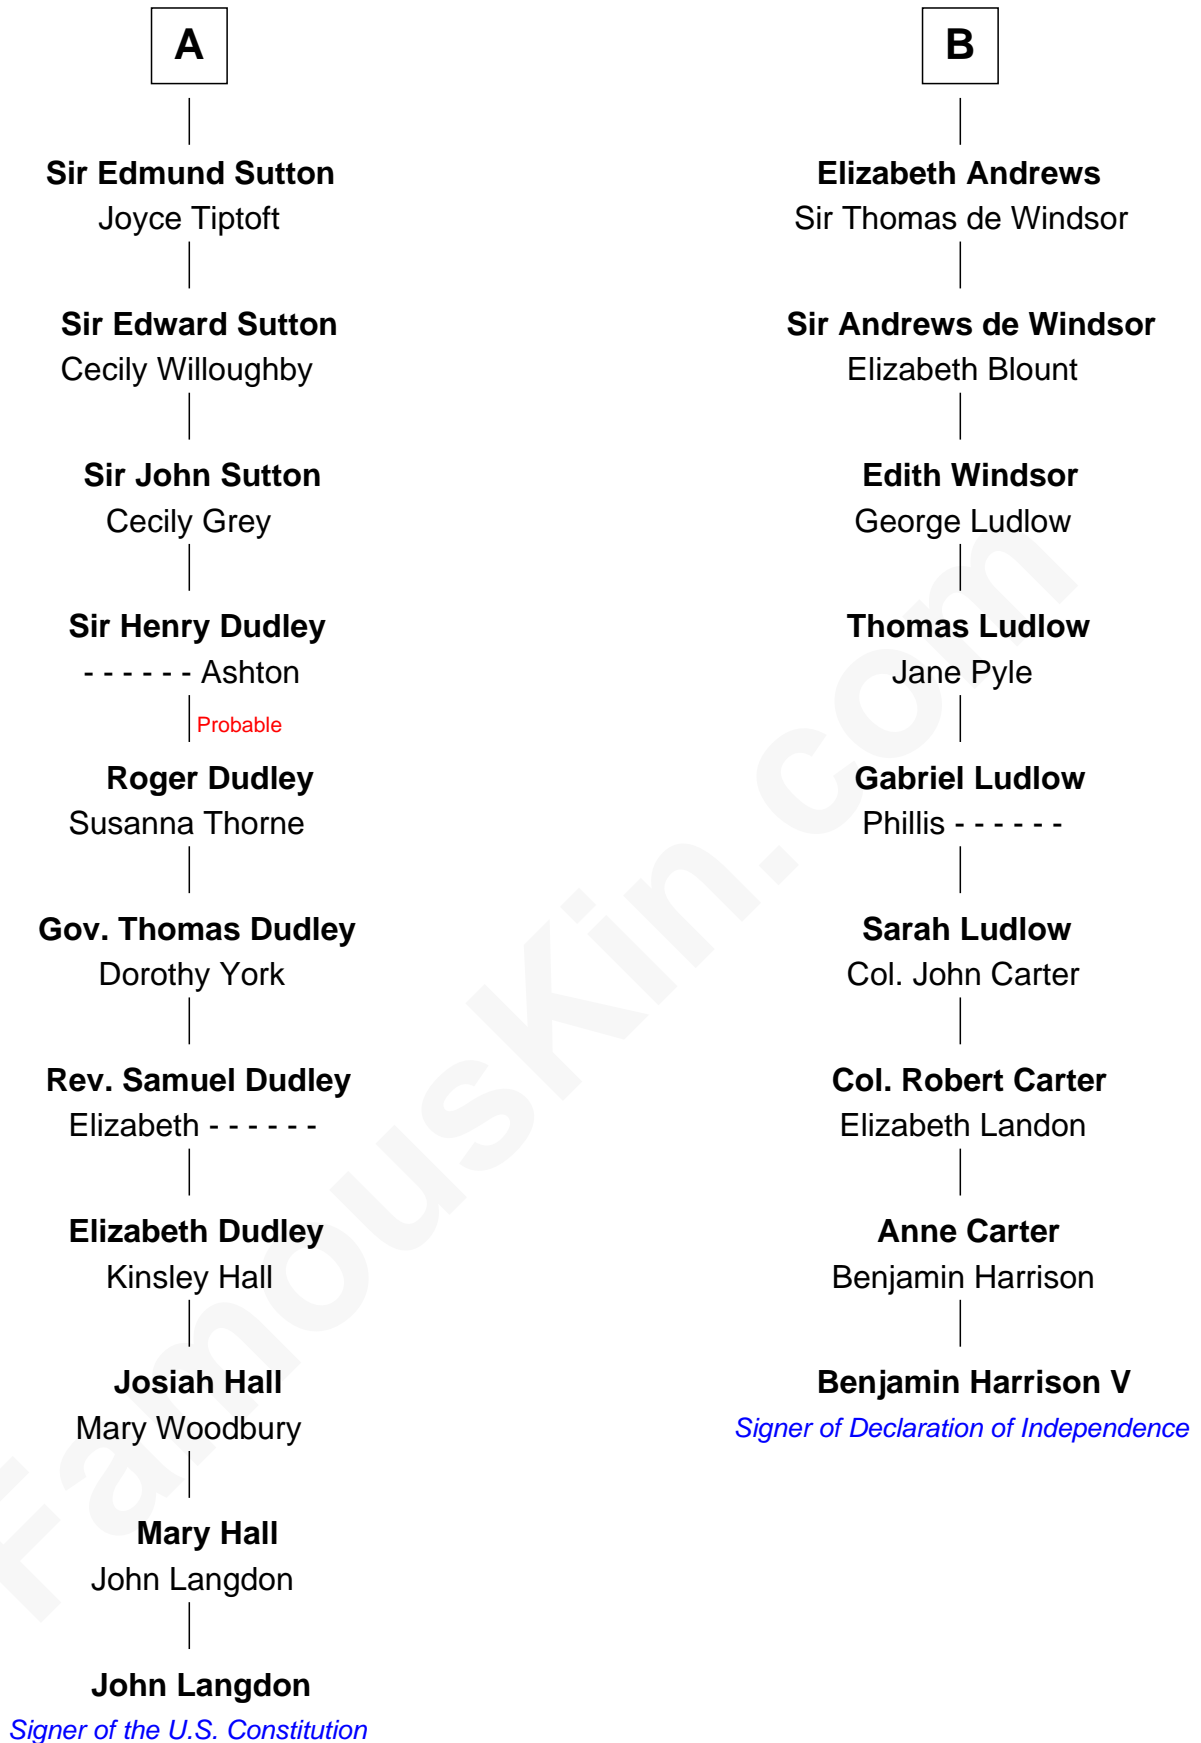 A
Sir Edmund Sutton
Joyce Tiptoft
Sir Edward Sutton
Cecily Willoughby
Sir John Sutton
Cecily Grey
Sir Henry Dudley
- - - - - - Ashton
Probable
Roger Dudley
Susanna Thorne
Gov. Thomas Dudley
Dorothy York
Rev. Samuel Dudley
Elizabeth - - - - - -
Elizabeth Dudley
Kinsley Hall
Josiah Hall
Mary Woodbury
Mary Hall
John Langdon
John Langdon
Signer of the U.S. Constitution
B
Elizabeth Andrews
Sir Thomas de Windsor
Sir Andrews de Windsor
Elizabeth Blount
Edith Windsor
George Ludlow
Thomas Ludlow
Jane Pyle
Gabriel Ludlow
Phillis - - - - - -
Sarah Ludlow
Col. John Carter
Col. Robert Carter
Elizabeth Landon
Anne Carter
Benjamin Harrison
Benjamin Harrison V
Signer of Declaration of Independence
FamousKin.com